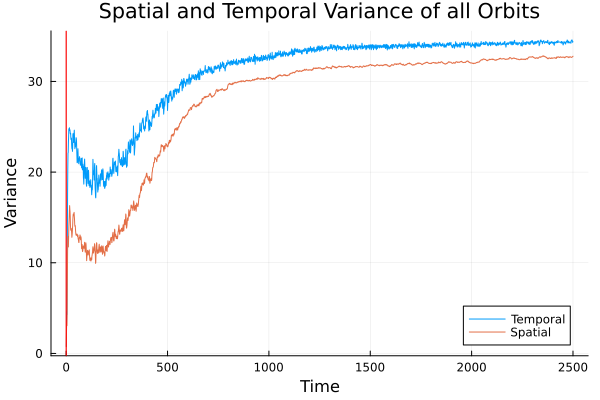 Spatial and Temporal Variance of all Orbits
Variance
30
20
10
0
Temporal
Spatial
0 500 1000 1500 2000 2500
Time